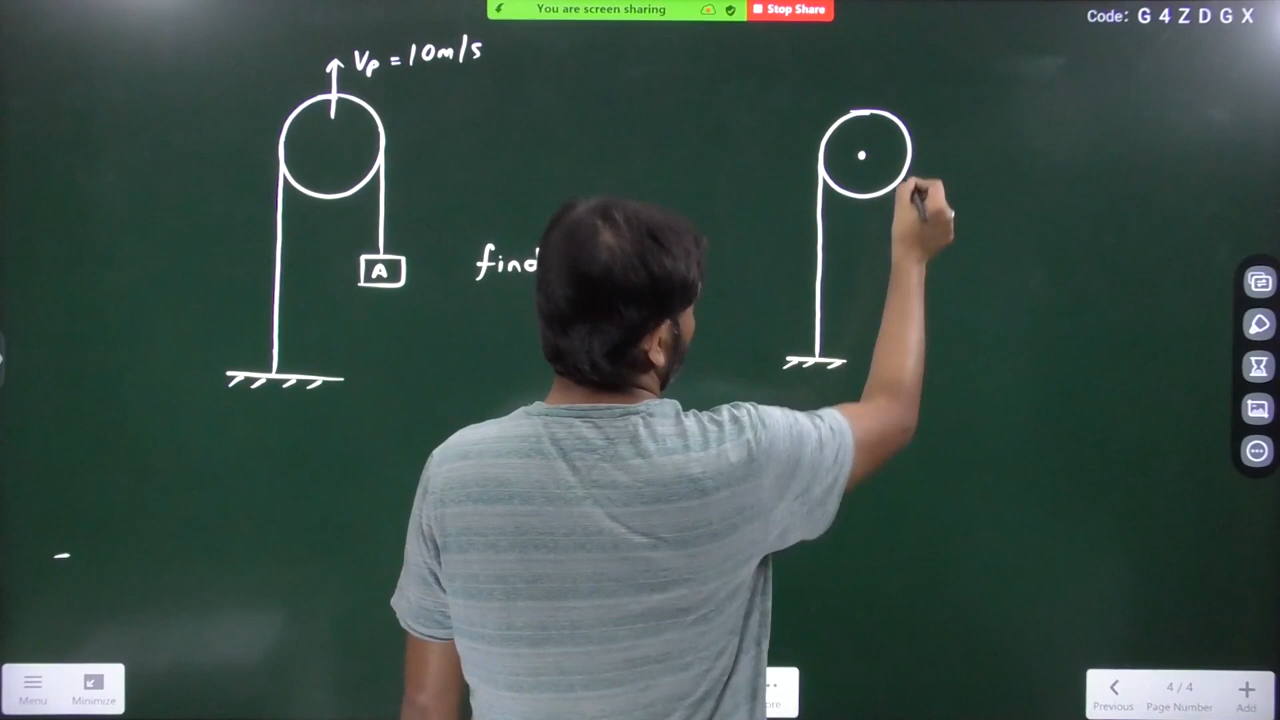 You are screen sharing
Stop Share
Code: G 4 Z D G X
Vp = 10m/s
A
find
Menu
Minimize
4 / 4
Previous
Page Number
Add